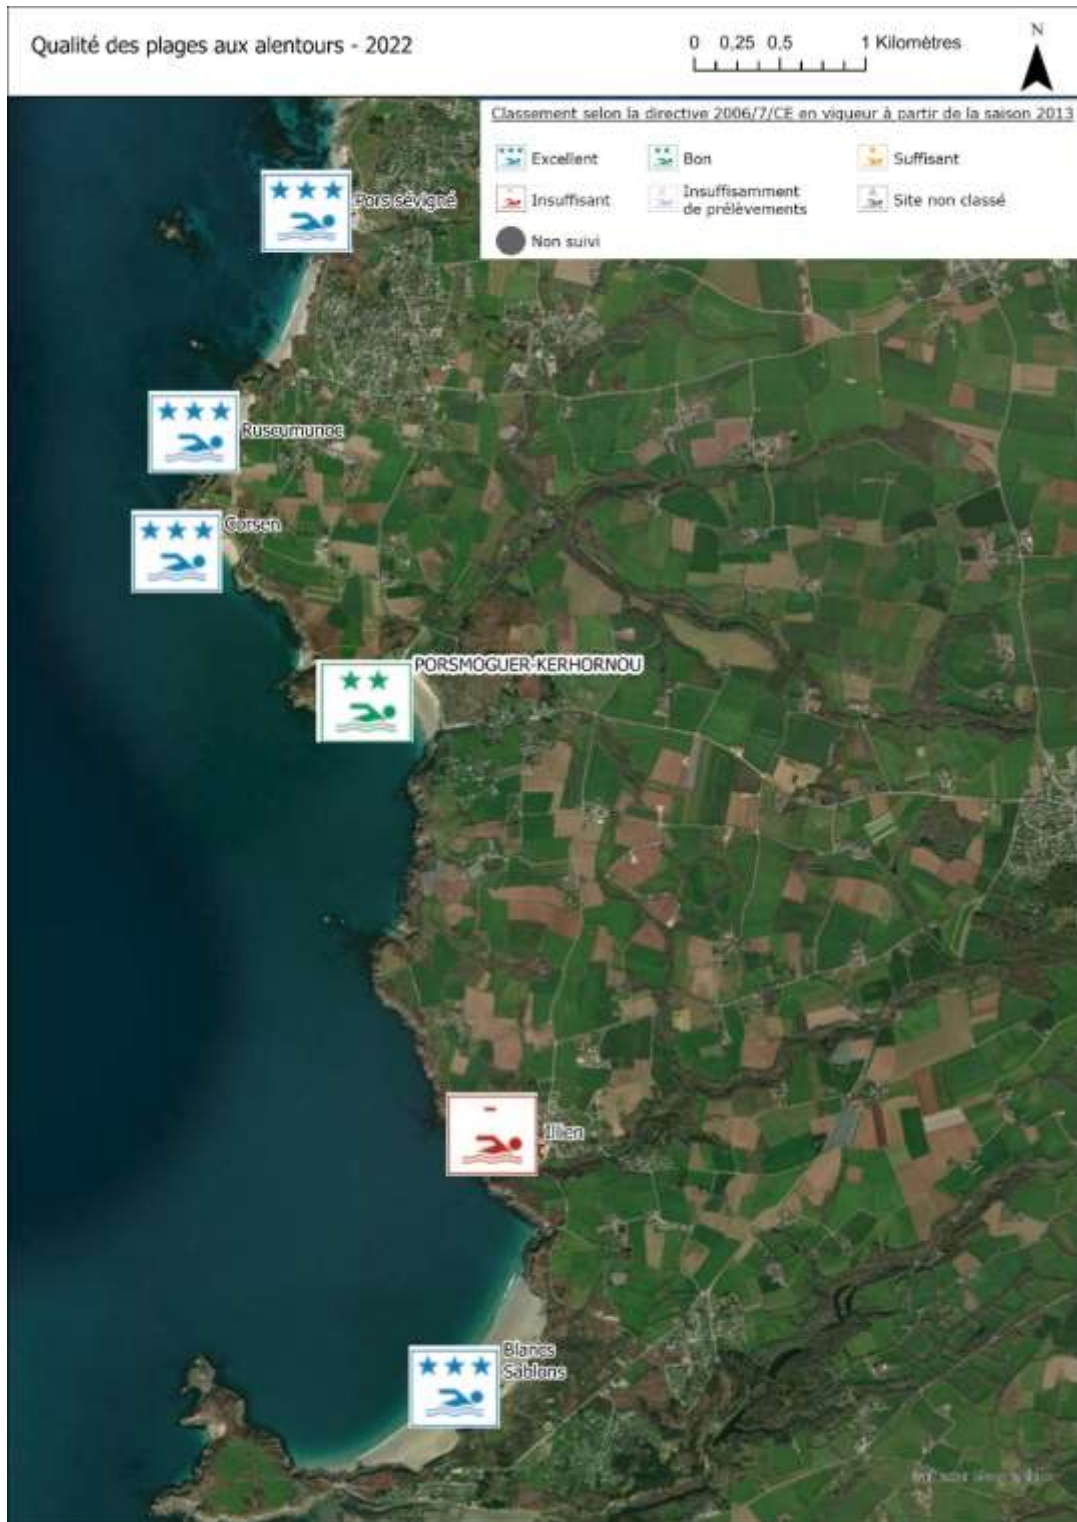 Qualité des plages aux alentours - 2022
0 0,25 0,5 1 Kilomètres
N
Classement selon la directive 2006/7/CE en vigueur à partir de la saison 2013
Excellent
Bon
Suffisant
Insuffisant
Insuffisamment
de prélèvements
Site non classé
Non suivi
Pors sévigné
Ruscumunoc
Corsen
PORSMOGUER-KERHORNOU
Illien
Blancs
Sablons